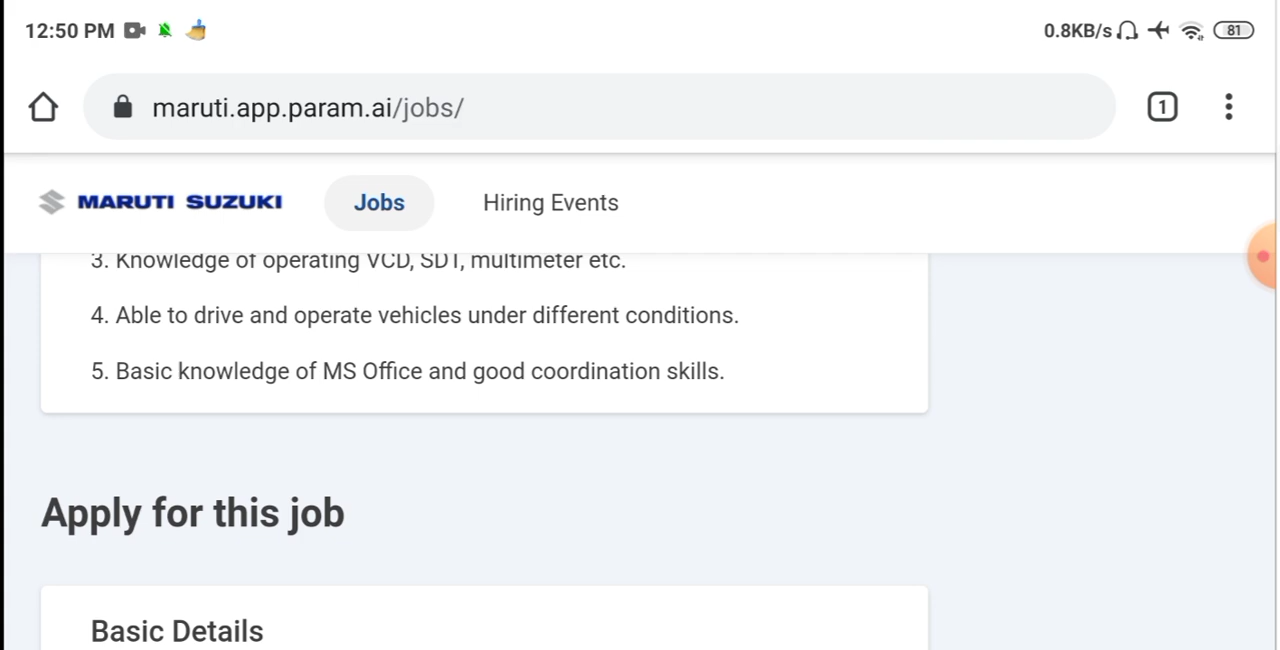 12:50 PM
0.8KB/s
81
maruti.app.param.ai/jobs/
1
MARUTI SUZUKI
Jobs
Hiring Events
3. Knowledge of operating VCD, SDT, multimeter etc.
4. Able to drive and operate vehicles under different conditions.
5. Basic knowledge of MS Office and good coordination skills.
Apply for this job
Basic Details